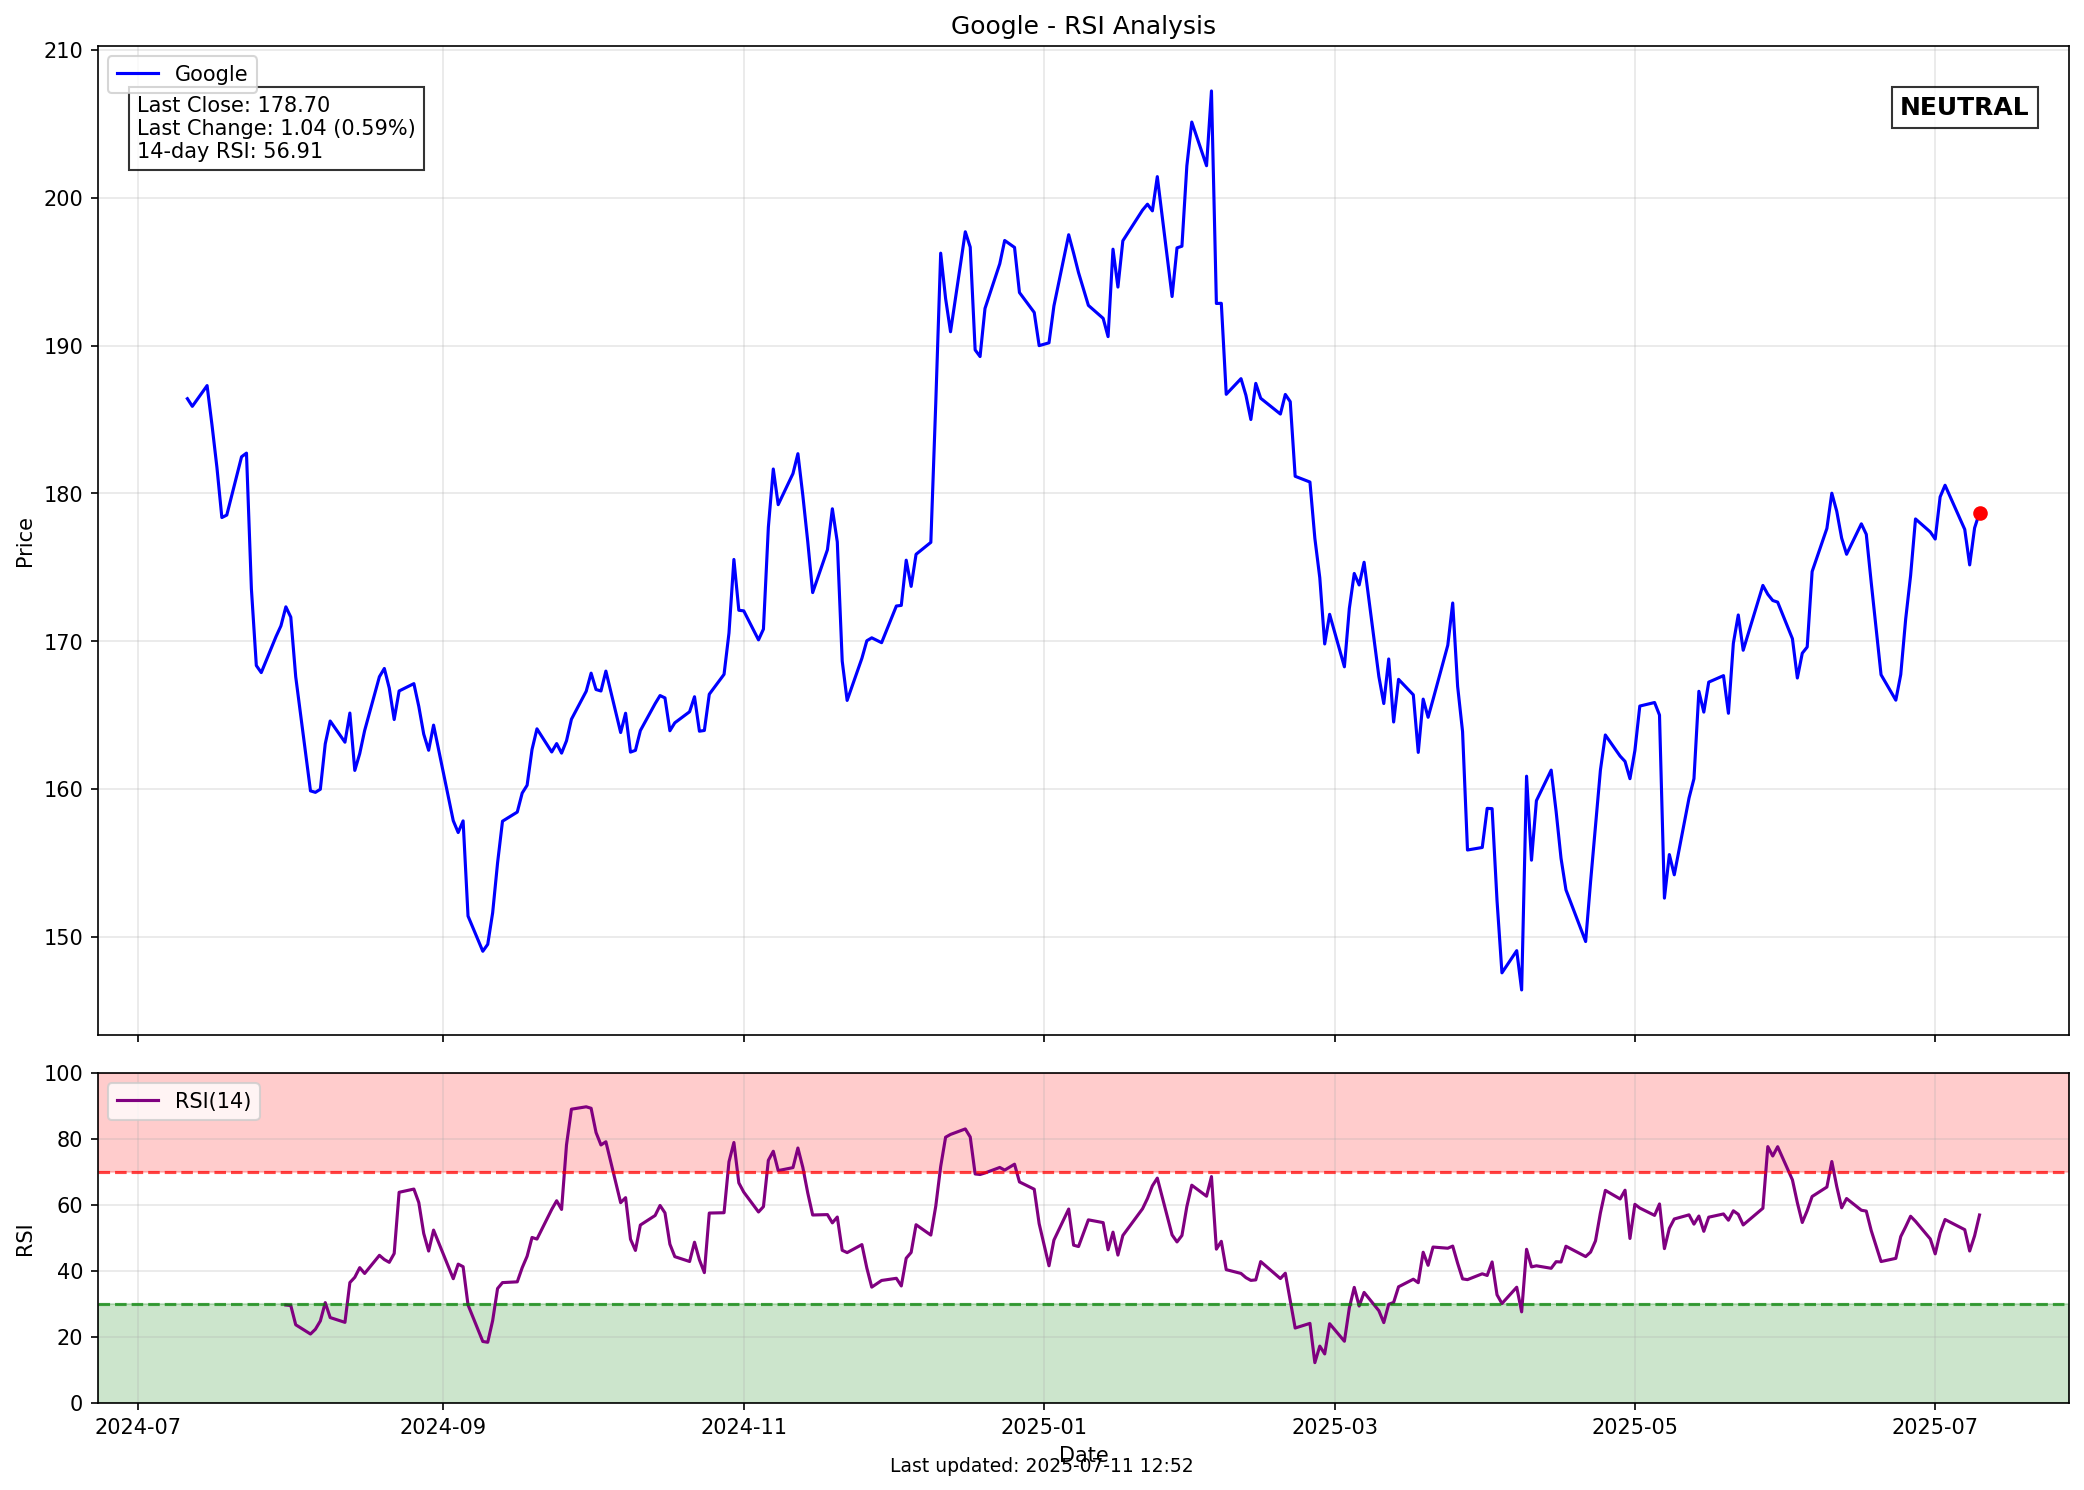 Google - RSI Analysis
210
200
190
180
170
160
150
Price
Google
Last Close: 178.70
Last Change: 1.04 (0.59%)
14-day RSI: 56.91
NEUTRAL
100
80
60
40
20
0
RSI
RSI(14)
2024-07
2024-09
2024-11
2025-01
2025-03
2025-05
2025-07
Date
Last updated: 2025-07-11 12:52